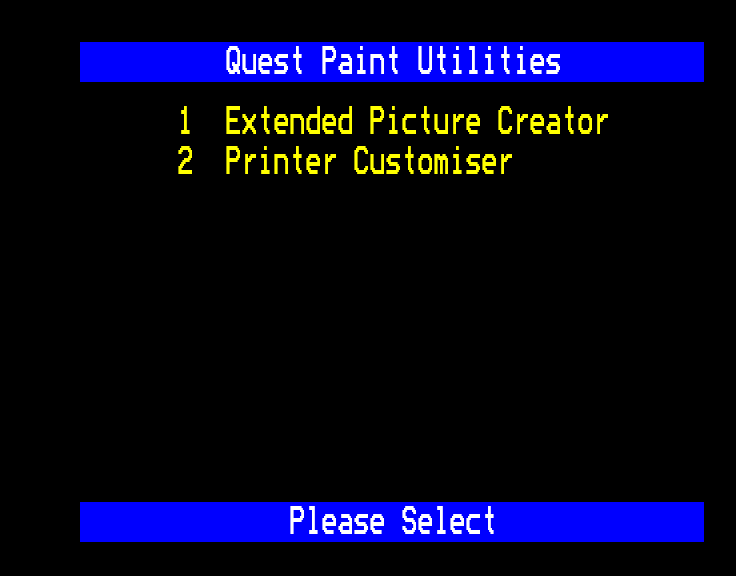 Quest Paint Utilities
1 Extended Picture Creator
2 Printer Customiser
Please Select